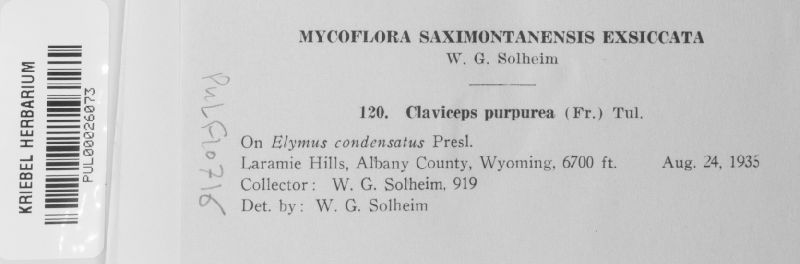 KRIEBEL HERBARIUM
PUL00026073
PUL F10716
MYCOFLORA SAXIMONTANENSIS EXSICCATA
W. G. Solheim
120. Claviceps purpurea (Fr.) Tul.
On Elymus condensatus Presl.
Laramie Hills, Albany County, Wyoming, 6700 ft. Aug. 24, 1935
Collector: W. G. Solheim, 919
Det. by: W. G. Solheim